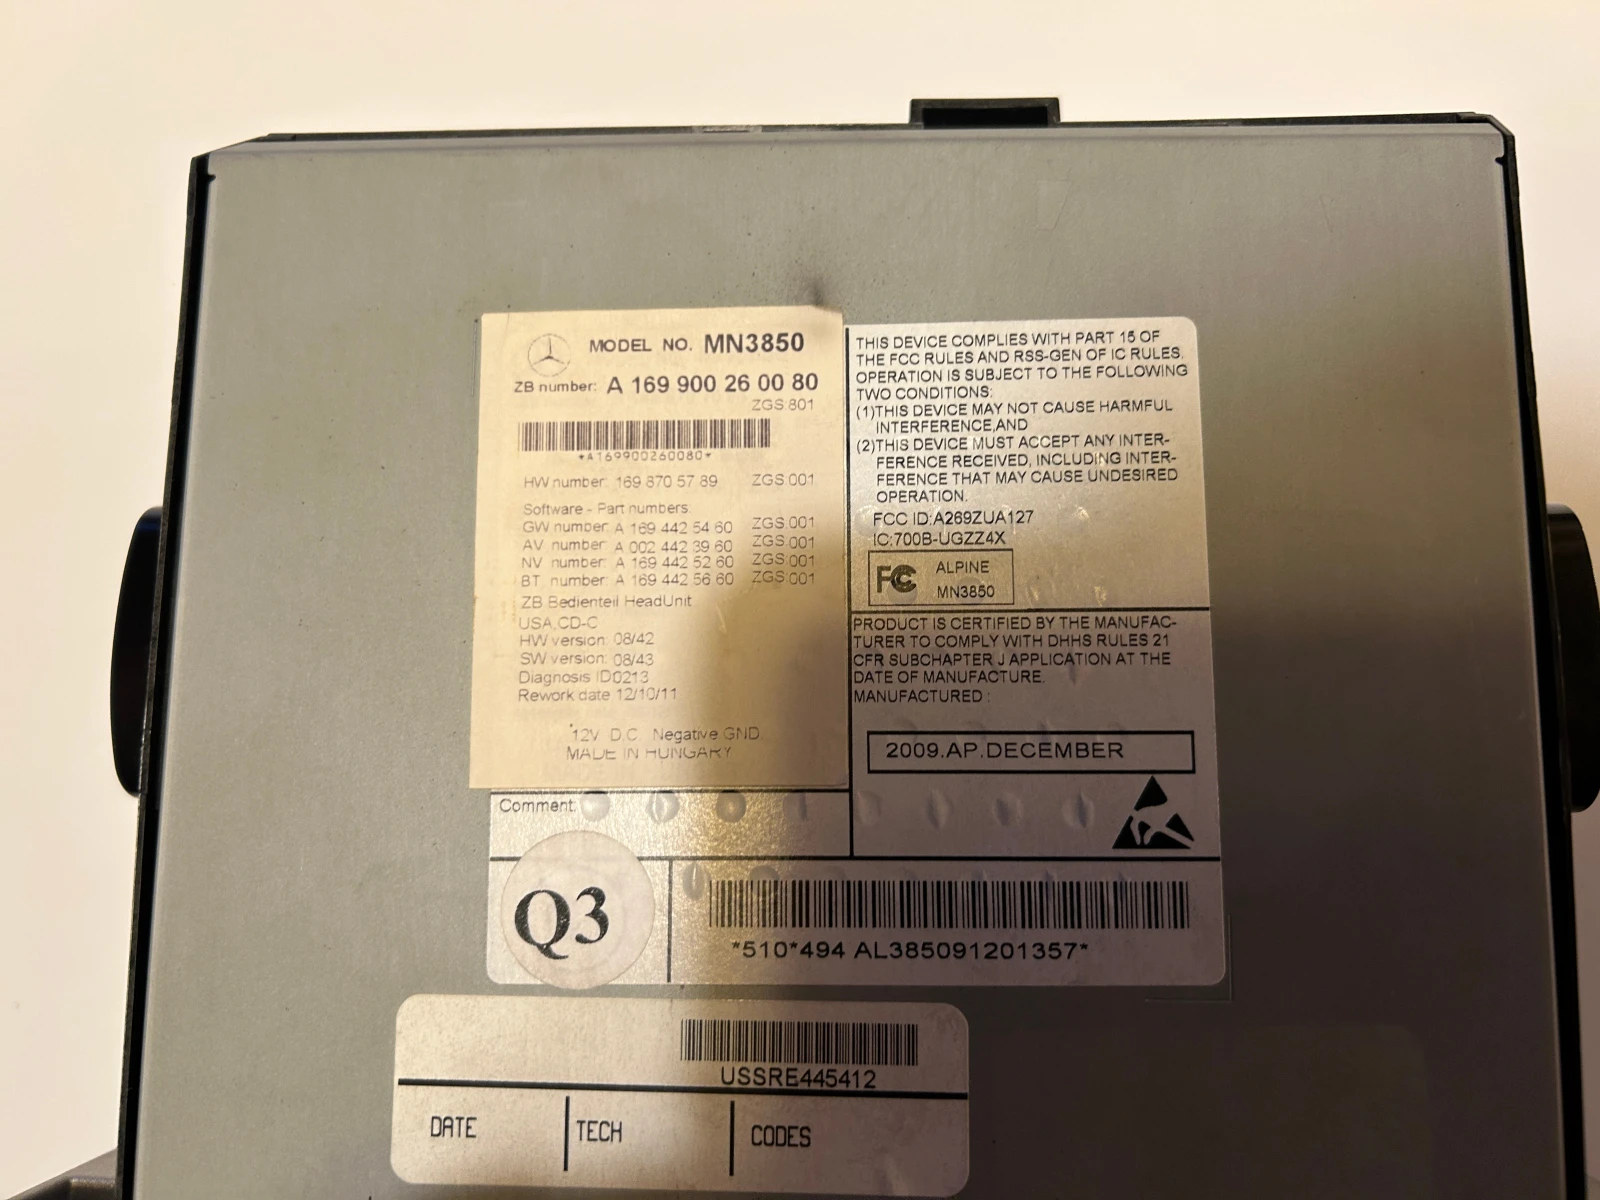 MODEL NO. MN3850
ZB number: A 169 900 26 00 80
ZGS:801
*A169900260080*
HW number: 169 870 57 89 ZGS:001
Software - Part numbers:
GW number: A 169 442 54 60 ZGS:001
AV number: A 002 442 39 60 ZGS:001
NV number: A 169 442 52 60 ZGS:001
BT number: A 169 442 56 60 ZGS:001
ZB Bedienteil HeadUnit
USA,CD-C
HW version: 08/42
SW version: 08/43
Diagnosis ID0213
Rework date 12/10/11
12V D.C. Negative GND.
MADE IN HUNGARY
THIS DEVICE COMPLIES WITH PART 15 OF
THE FCC RULES AND RSS-GEN OF IC RULES.
OPERATION IS SUBJECT TO THE FOLLOWING
TWO CONDITIONS:
(1)THIS DEVICE MAY NOT CAUSE HARMFUL
INTERFERENCE,AND
(2)THIS DEVICE MUST ACCEPT ANY INTER-
FERENCE RECEIVED, INCLUDING INTER-
FERENCE THAT MAY CAUSE UNDESIRED
OPERATION.
FCC ID:A269ZUA127
IC:700B-UGZZ4X
FC ALPINE
MN3850
PRODUCT IS CERTIFIED BY THE MANUFAC-
TURER TO COMPLY WITH DHHS RULES 21
CFR SUBCHAPTER J APPLICATION AT THE
DATE OF MANUFACTURE.
MANUFACTURED :
2009.AP.DECEMBER
Comment:
Q3
*510*494 AL385091201357*
USSRE445412
DATE TECH CODES